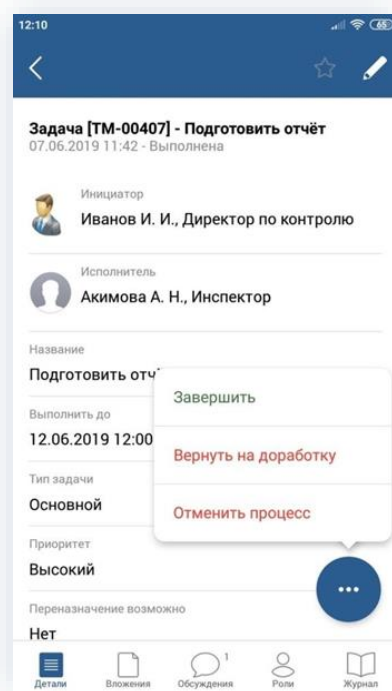 12:10
65
Задача [TM-00407] - Подготовить отчёт
07.06.2019 11:42 - Выполнена
Инициатор
Иванов И. И., Директор по контролю
Исполнитель
Акимова А. Н., Инспектор
Название
Подготовить отч
Завершить
Выполнить до
12.06.2019 12:00
Вернуть на доработку
Тип задачи
Основной
Отменить процесс
Приоритет
Высокий
Переназначение возможно
Нет
1
Детали Вложения Обсуждения Роли Журнал